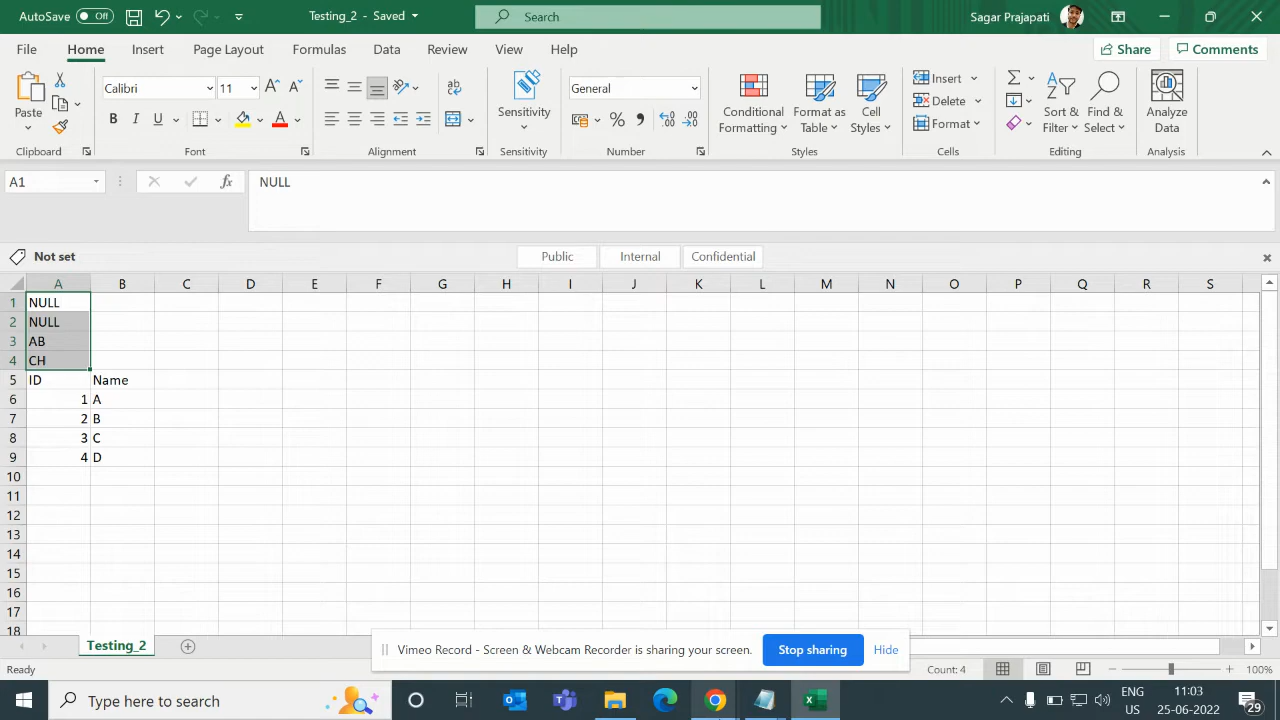 AutoSave Off Testing_2 - Saved Search Sagar Prajapati
File Home Insert Page Layout Formulas Data Review View Help Share Comments
Calibri 11 General Insert
Paste Sensitivity Conditional Formatting Format as Table Cell Styles Delete Sort & Filter Find & Select Analyze Data
B I U A % , Format
Clipboard Font Alignment Sensitivity Number Styles Cells Editing Analysis
A1 fx NULL
Not set Public Internal Confidential
A B C D E F G H I J K L M N O P Q R S
1 NULL
2 NULL
3 AB
4 CH
5 ID Name
6 1 A
7 2 B
8 3 C
9 4 D
10
11
12
13
14
15
16
17
18
Testing_2
Vimeo Record - Screen & Webcam Recorder is sharing your screen. Stop sharing Hide
Ready Count: 4 100%
Type here to search ENG US 11:03 25-06-2022 29